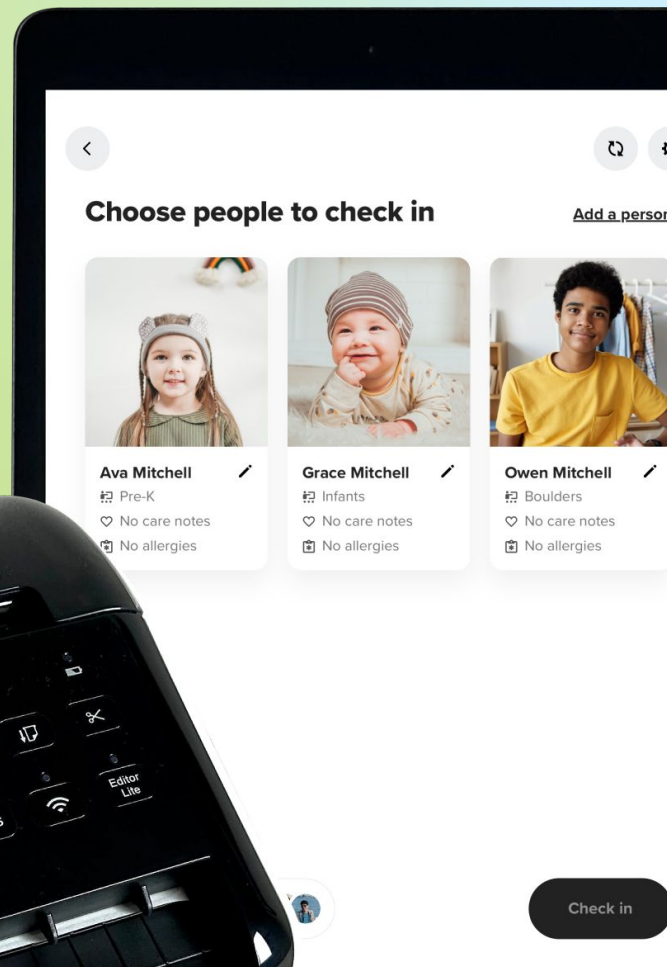 Choose people to check in
Add a person
Ava Mitchell
Pre-K
No care notes
No allergies
Grace Mitchell
Infants
No care notes
No allergies
Owen Mitchell
Boulders
No care notes
No allergies
Editor
Lite
Check in